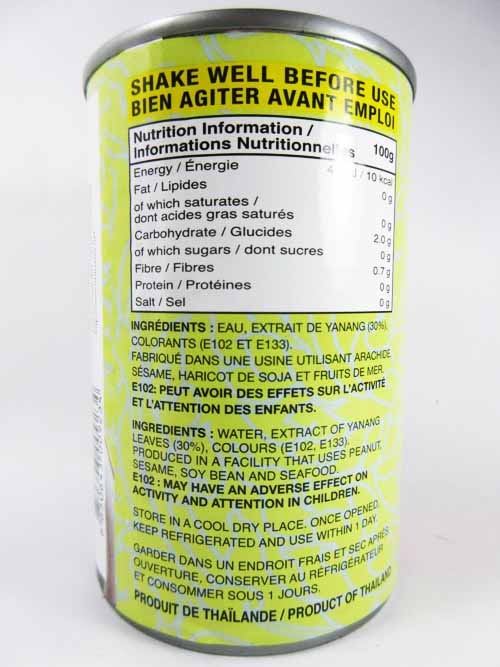 SHAKE WELL BEFORE USE
BIEN AGITER AVANT EMPLOI
Nutrition Information /
Informations Nutritionnelles 100g
Energy / Énergie / 10 kcal
Fat / Lipides 0 g
of which saturates /
dont acides gras saturés 0 g
Carbohydrate / Glucides 2.0 g
of which sugars / dont sucres 0 g
Fibre / Fibres 0.7 g
Protein / Protéines 0 g
Salt / Sel 0 g
INGRÉDIENTS : EAU, EXTRAIT DE YANANG (30%),
COLORANTS (E102 ET E133).
FABRIQUÉ DANS UNE USINE UTILISANT ARACHIDE,
SÉSAME, HARICOT DE SOJA ET FRUITS DE MER.
E102: PEUT AVOIR DES EFFETS SUR L'ACTIVITÉ
ET L'ATTENTION DES ENFANTS.
INGREDIENTS : WATER, EXTRACT OF YANANG
LEAVES (30%), COLOURS (E102, E133).
PRODUCED IN A FACILITY THAT USES PEANUT,
SESAME, SOY BEAN AND SEAFOOD.
E102 : MAY HAVE AN ADVERSE EFFECT ON
ACTIVITY AND ATTENTION IN CHILDREN.
STORE IN A COOL DRY PLACE. ONCE OPENED,
KEEP REFRIGERATED AND USE WITHIN 1 DAY.
GARDER DANS UN ENDROIT FRAIS ET SEC APRÈS
OUVERTURE, CONSERVER AU RÉFRIGÉRATEUR
ET CONSOMMER SOUS 1 JOURS.
PRODUIT DE THAÏLANDE / PRODUCT OF THAILAND